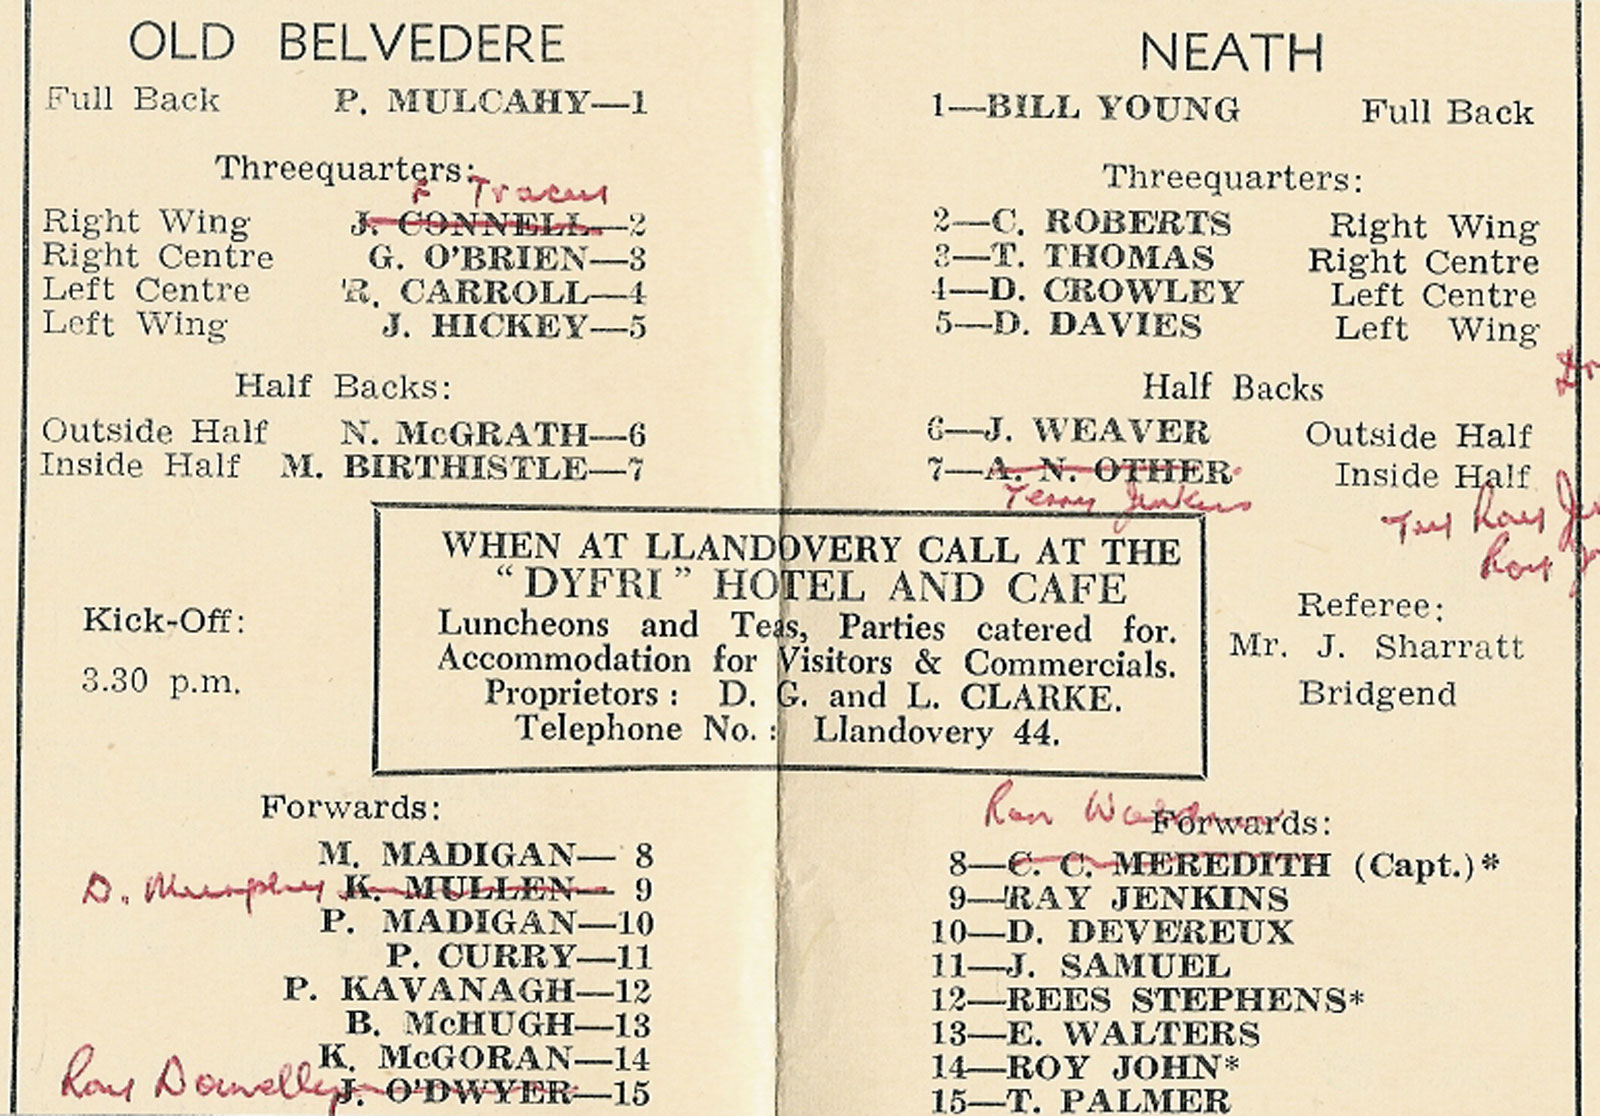 OLD BELVEDERE
Full Back P. MULCAHY—1
Threequarters:
F Tracey
Right Wing J. CONNELL—2
Right Centre G. O'BRIEN—3
Left Centre R. CARROLL—4
Left Wing J. HICKEY—5
Half Backs:
Outside Half N. McGRATH—6
Inside Half M. BIRTHISTLE—7
NEATH
1—BILL YOUNG Full Back
Threequarters:
2—C. ROBERTS Right Wing
3—T. THOMAS Right Centre
4—D. CROWLEY Left Centre
5—D. DAVIES Left Wing
Half Backs
6—J. WEAVER Outside Half
7—A. N. OTHER Inside Half
Terry Jenkins
Roy
Roy
WHEN AT LLANDOVERY CALL AT THE
“DYFRI” HOTEL AND CAFE
Luncheons and Teas, Parties catered for.
Accommodation for Visitors & Commercials.
Proprietors: D. G. and L. CLARKE.
Telephone No.: Llandovery 44.
Kick-Off:
3.30 p.m.
Referee:
Mr. J. Sharratt
Bridgend
Forwards:
M. MADIGAN— 8
D. Murphy K. MULLEN— 9
P. MADIGAN—10
P. CURRY—11
P. KAVANAGH—12
B. McHUGH—13
K. McGORAN—14
Ray Donnelly J. O'DWYER—15
Ron
Forwards:
8—C. C. MEREDITH (Capt.)*
9—RAY JENKINS
10—D. DEVEREUX
11—J. SAMUEL
12—REES STEPHENS*
13—E. WALTERS
14—ROY JOHN*
15—T. PALMER